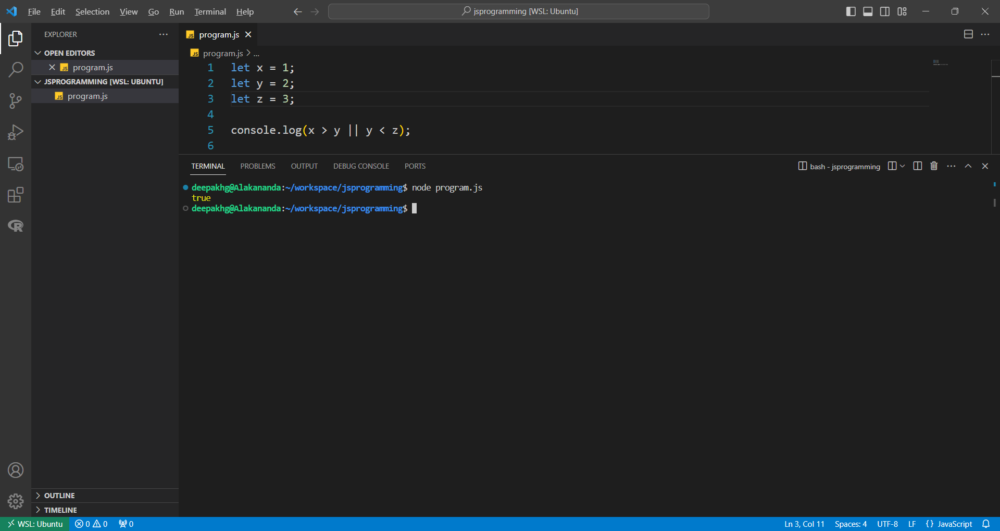 File Edit Selection View Go Run Terminal Help
jsprogramming [WSL: Ubuntu]
EXPLORER
OPEN EDITORS
JS program.js
JSPROGRAMMING [WSL: UBUNTU]
JS program.js
OUTLINE
TIMELINE
JS program.js
JS program.js > ...
1 let x = 1;
2 let y = 2;
3 let z = 3;
4
5 console.log(x > y || y < z);
6
TERMINAL PROBLEMS OUTPUT DEBUG CONSOLE PORTS
bash - jsprogramming
deepakhg@Alakananda:~/workspace/jsprogramming$ node program.js
true
deepakhg@Alakananda:~/workspace/jsprogramming$
WSL: Ubuntu 0 0 0
Ln 3, Col 11 Spaces: 4 UTF-8 LF {} JavaScript